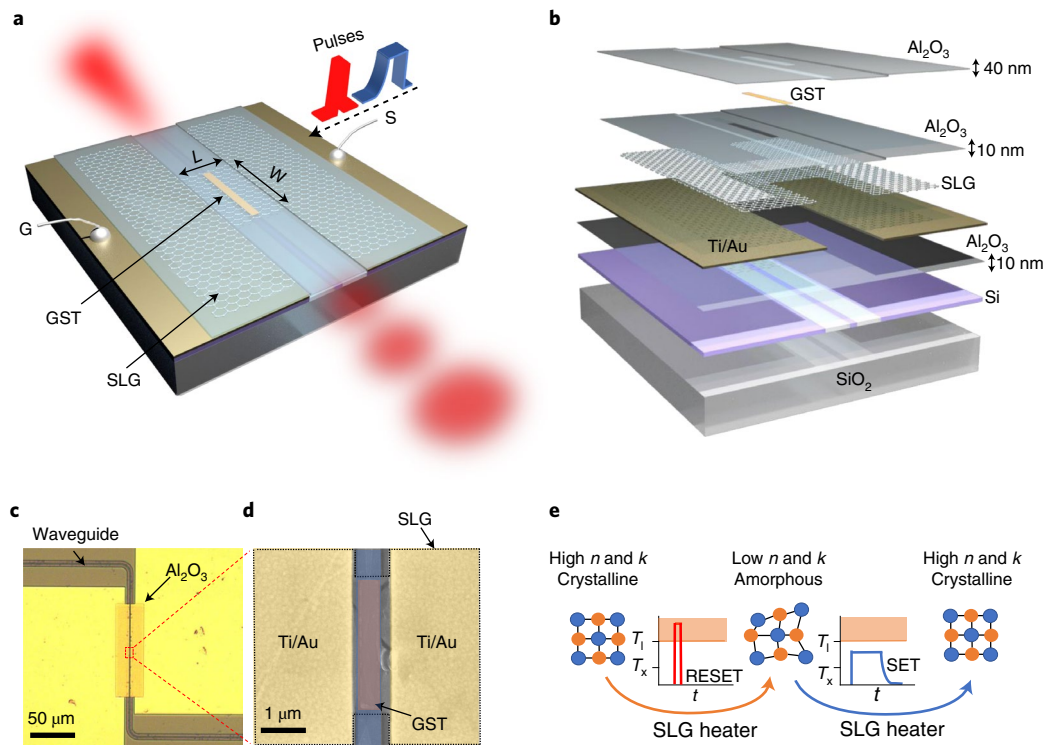 a
Pulses
S
L
W
G
GST
SLG
b
Al₂O₃
40 nm
GST
Al₂O₃
10 nm
SLG
Ti/Au
Al₂O₃
10 nm
Si
SiO₂
c
Waveguide
Al₂O₃
50 μm
d
SLG
Ti/Au
Ti/Au
1 μm
GST
e
High n and k
Crystalline
Low n and k
Amorphous
High n and k
Crystalline
Tₗ
Tₓ
RESET
t
Tₗ
Tₓ
SET
t
SLG heater
SLG heater